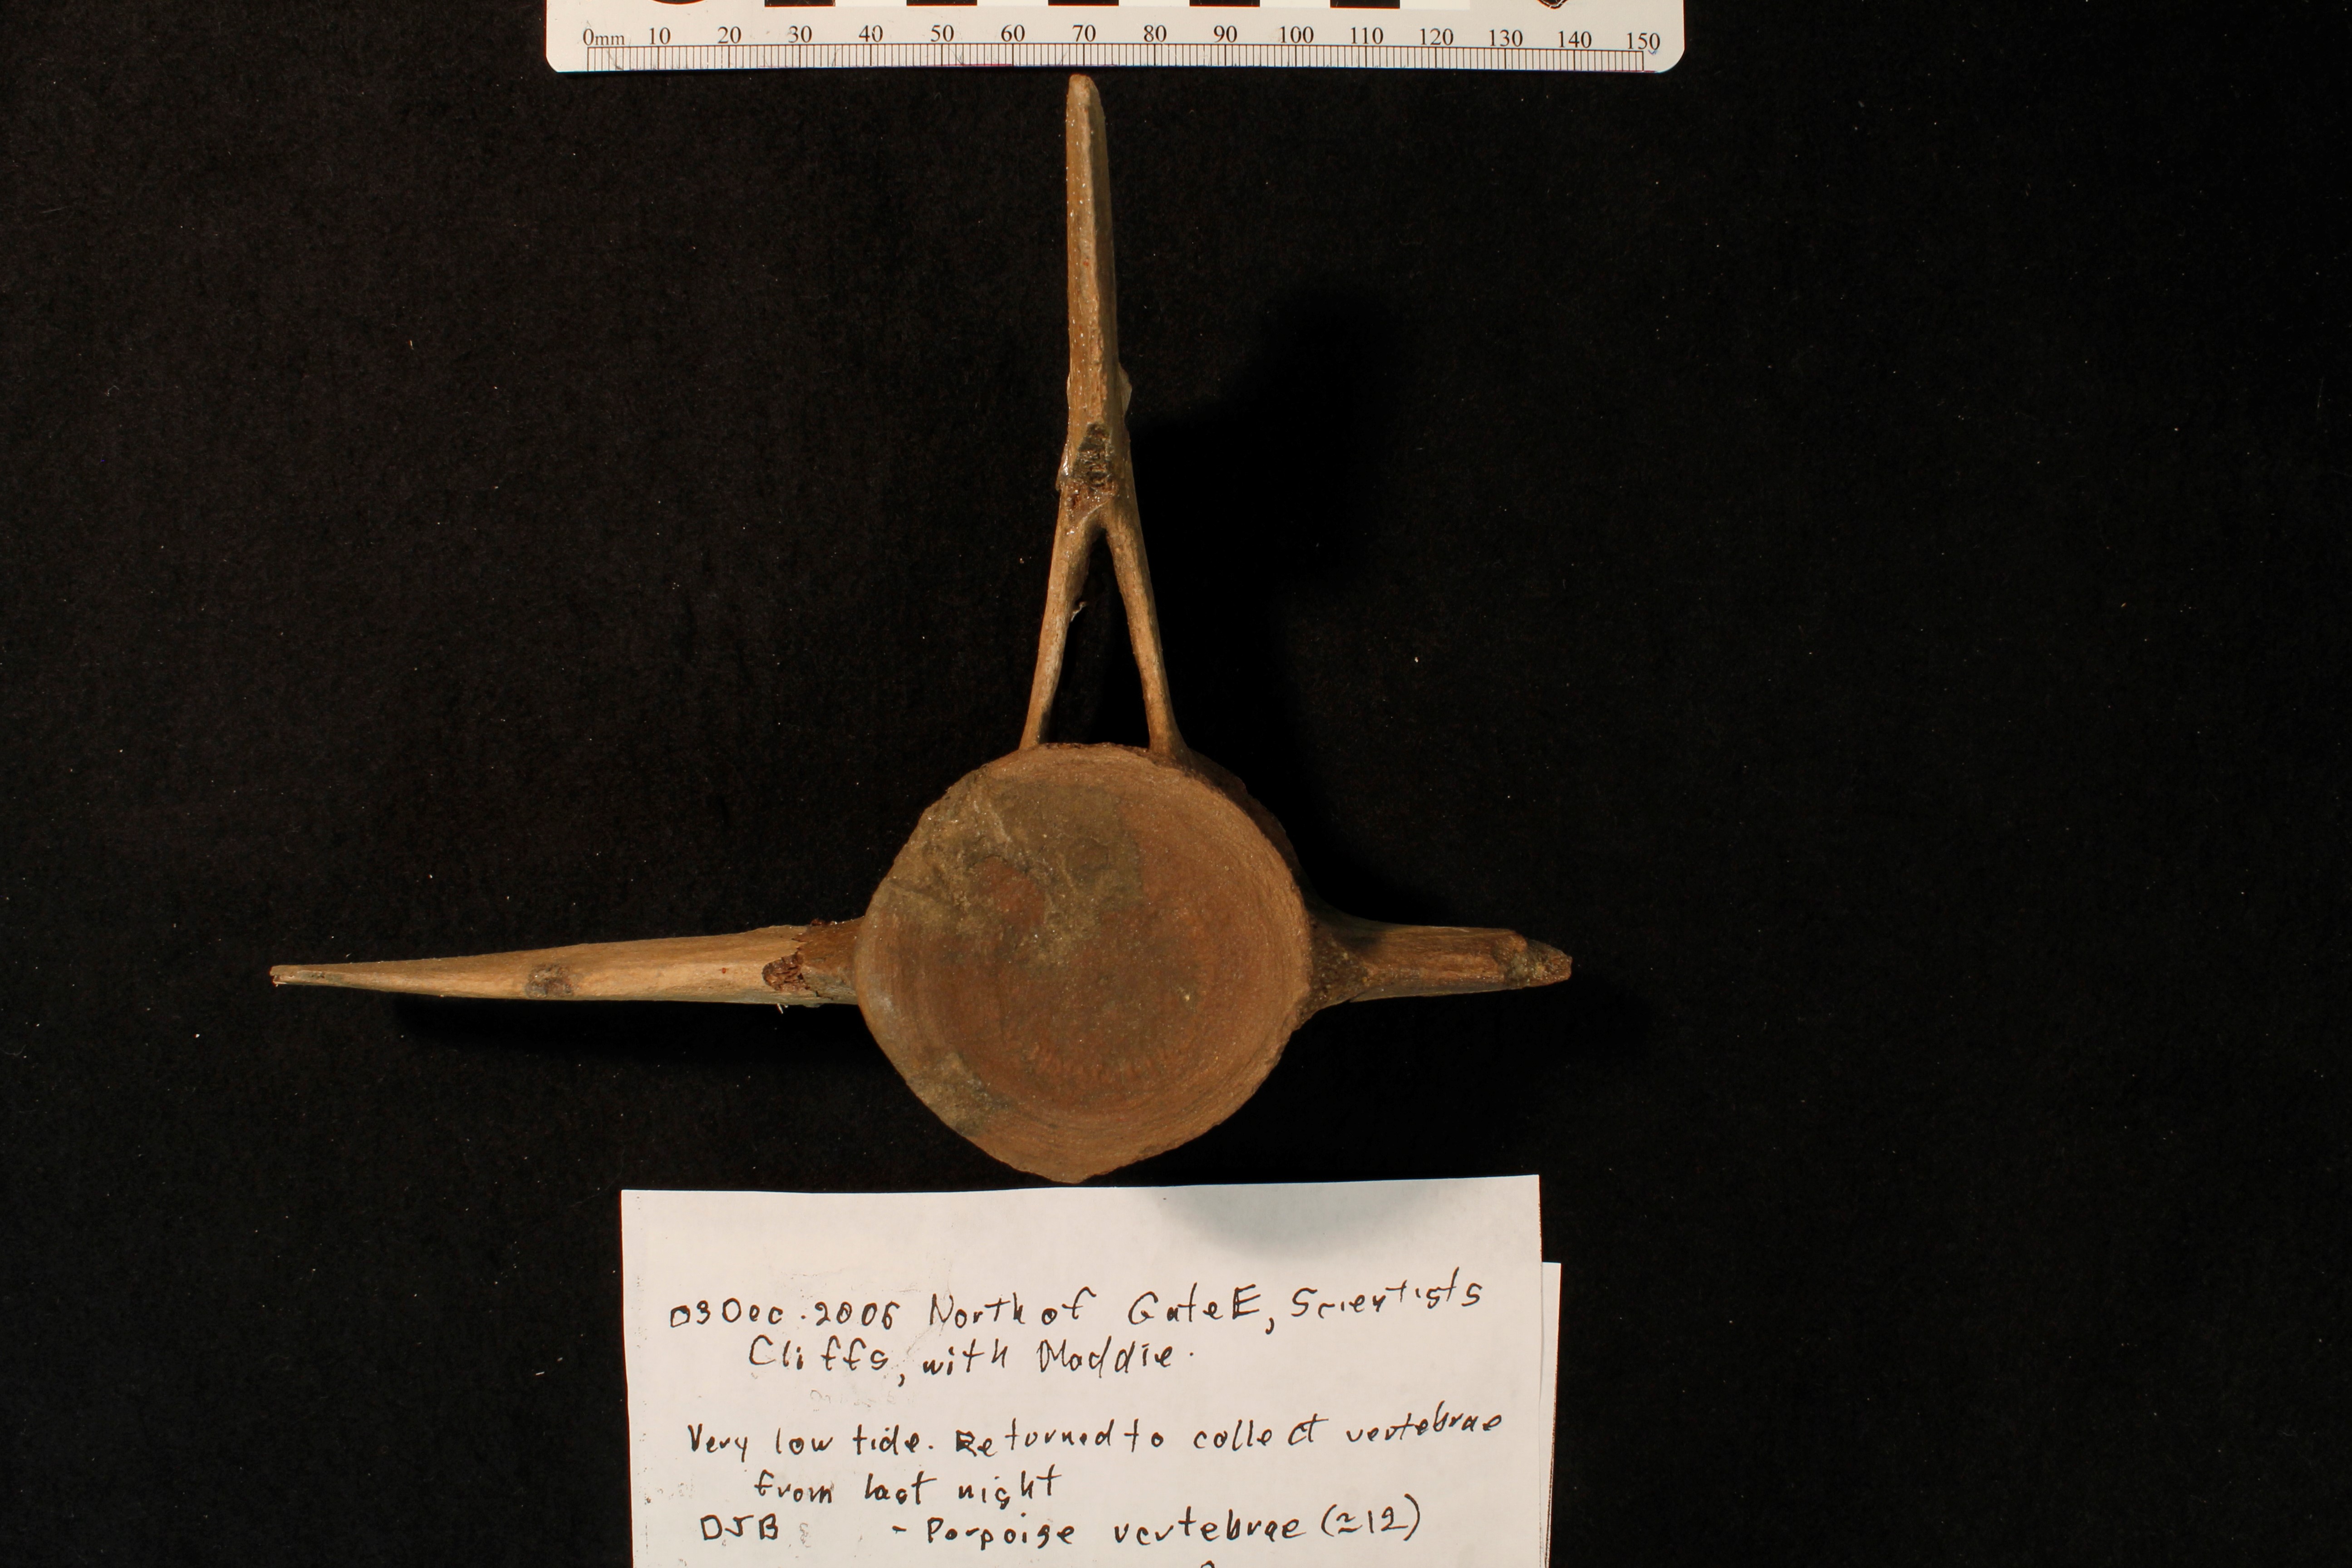 0mm 10 20 30 40 50 60 70 80 90 100 110 120 130 140 150
03 Dec. 2006 North of Gate E, Scientists
Cliffs, with Maddie.
Very low tide. Returned to collect vertebrae
from last night
DJB - Porpoise vertebrae (≃12)